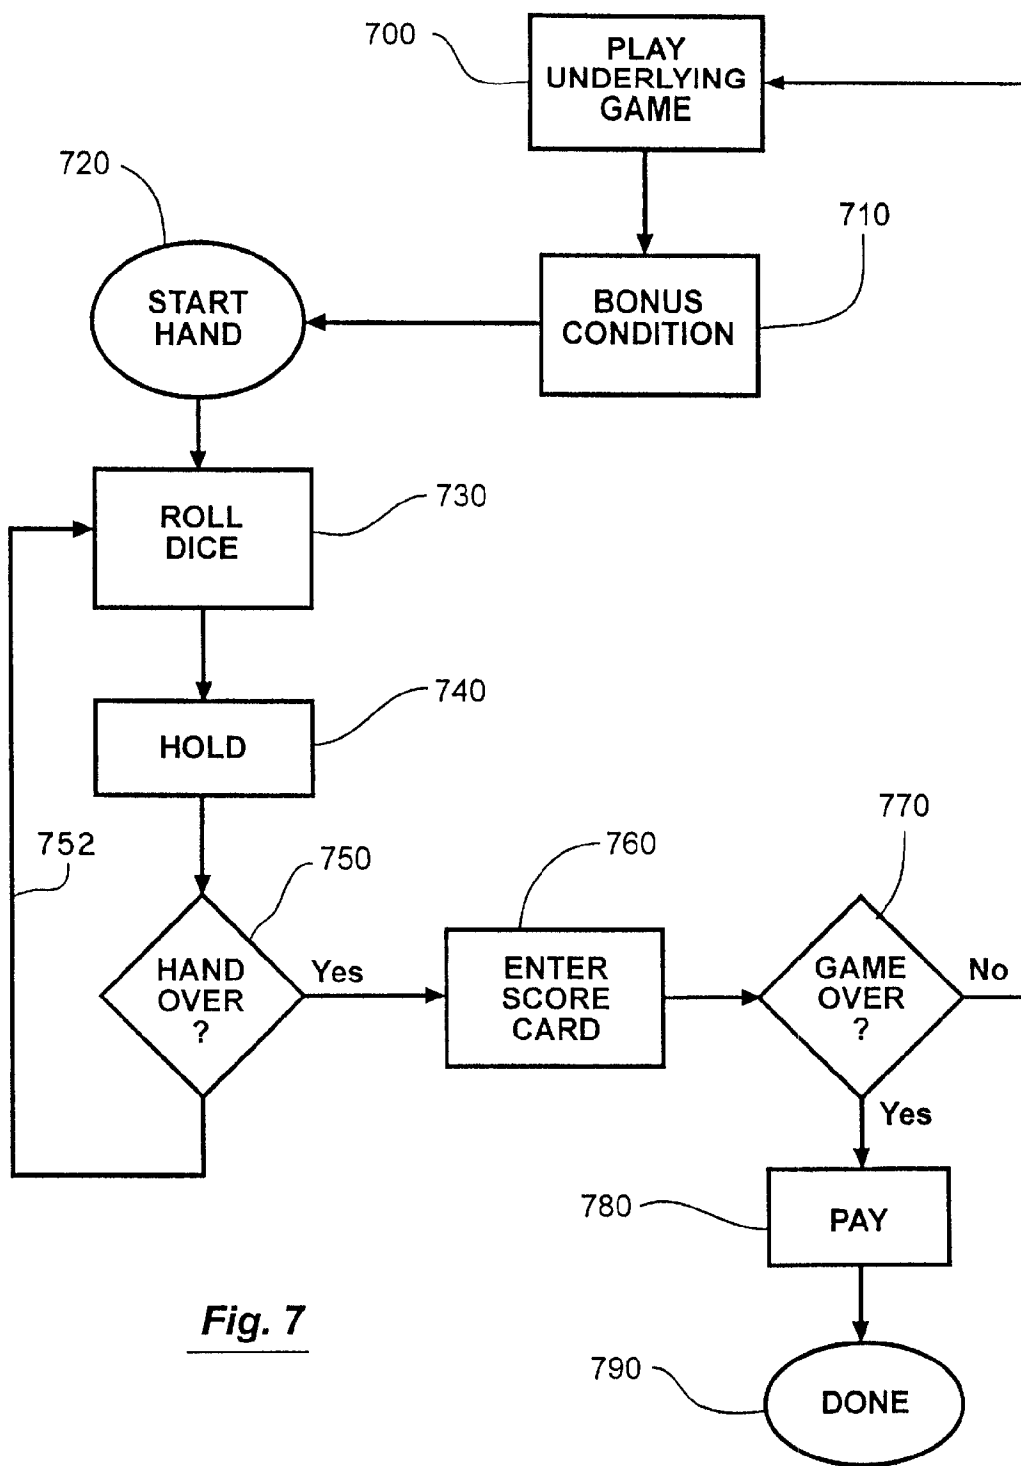 700
PLAY
UNDERLYING
GAME
720
710
START
HAND
BONUS
CONDITION
730
ROLL
DICE
740
HOLD
752
750
760
770
HAND
OVER
?
Yes
ENTER
SCORE
CARD
GAME
OVER
?
No
Yes
780
PAY
Fig. 7
790
DONE